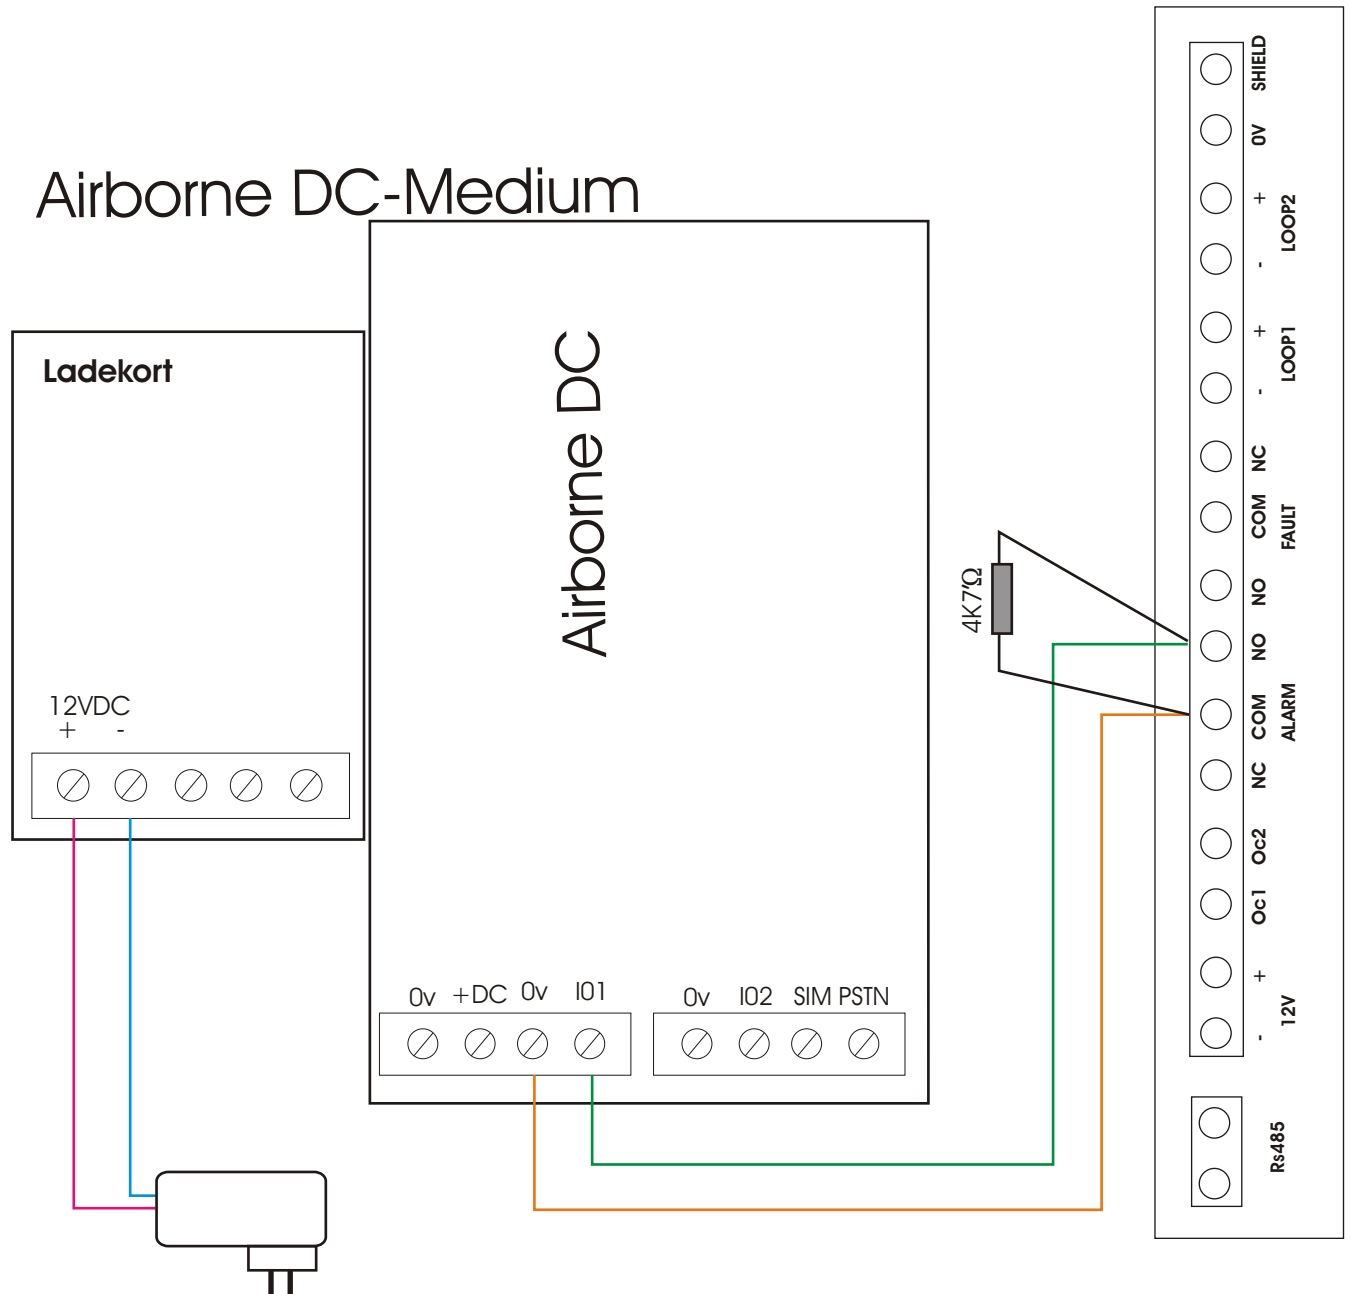 Airborne DC-Medium
Ladekort
12VDC
+ -
Airborne DC
0v +DC 0v I01
0v I02 SIM PSTN
4K7'Ω
SHIELD
0V
+
-
LOOP2
+
-
LOOP1
NC
COM
NO
FAULT
NO
COM
NC
ALARM
Oc2
Oc1
+
-
12V
Rs485